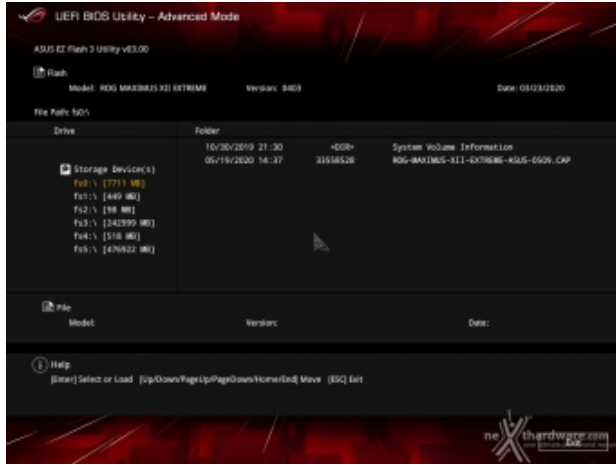 UEFI BIOS Utility – Advanced Mode
ASUS EZ Flash 3 Utility v03.00
Flash
Model: ROG MAXIMUS XII EXTREME Version: 0403 Date: 03/23/2020
File Path: fs0:\
Drive Folder
10/30/2019 21:30 <DIR> System Volume Information
05/19/2020 14:37 33558528 ROG-MAXIMUS-XII-EXTREME-ASUS-0509.CAP
Storage Device(s)
fs0:\ [7711 MB]
fs1:\ [449 MB]
fs2:\ [98 MB]
fs3:\ [242999 MB]
fs4:\ [518 MB]
fs5:\ [476922 MB]
File
Model: Version: Date:
Help
[Enter] Select or Load [Up/Down/PageUp/PageDown/Home/End] Move [ESC] Exit
nexthardware.com
Exit